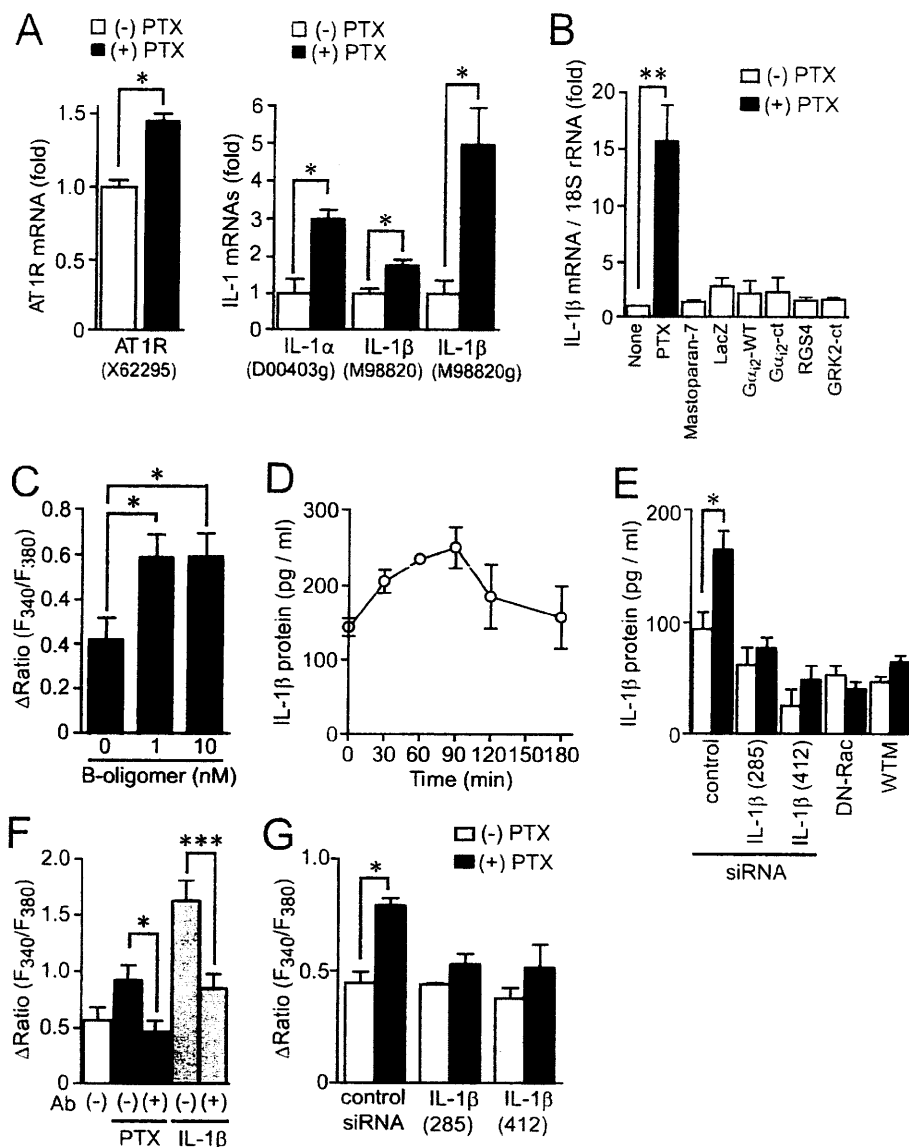 A
(-) PTX
(+) PTX
*
AT1R mRNA (fold)
1.5
1.0
0.5
0
AT1R
(X62295)
(-) PTX
(+) PTX
*
*
*
IL-1 mRNAs (fold)
6
5
4
3
2
1
0
IL-1α
(D00403g)
IL-1β
(M98820)
IL-1β
(M98820g)
B
(-) PTX
(+) PTX
**
IL-1β mRNA / 18S rRNA (fold)
20
15
10
5
0
None
PTX
Mastoparan-7
LacZ
Gαi2-WT
Gαi2-ct
RGS4
GRK2-ct
C
*
*
ΔRatio (F340/F380)
0.8
0.6
0.4
0.2
0
0 1 10
B-oligomer (nM)
D
IL-1β protein (pg / ml)
300
200
100
0
0 30 60 90 120 150 180
Time (min)
E
*
IL-1β protein (pg / ml)
200
100
0
control
IL-1β (285)
IL-1β (412)
DN-Rac
WTM
siRNA
F
***
*
ΔRatio (F340/F380)
2.0
1.5
1.0
0.5
0
Ab (-) (-) (+) (-) (+)
PTX IL-1β
G
(-) PTX
(+) PTX
*
ΔRatio (F340/F380)
1.0
0.5
0
control
siRNA
IL-1β
(285)
IL-1β
(412)